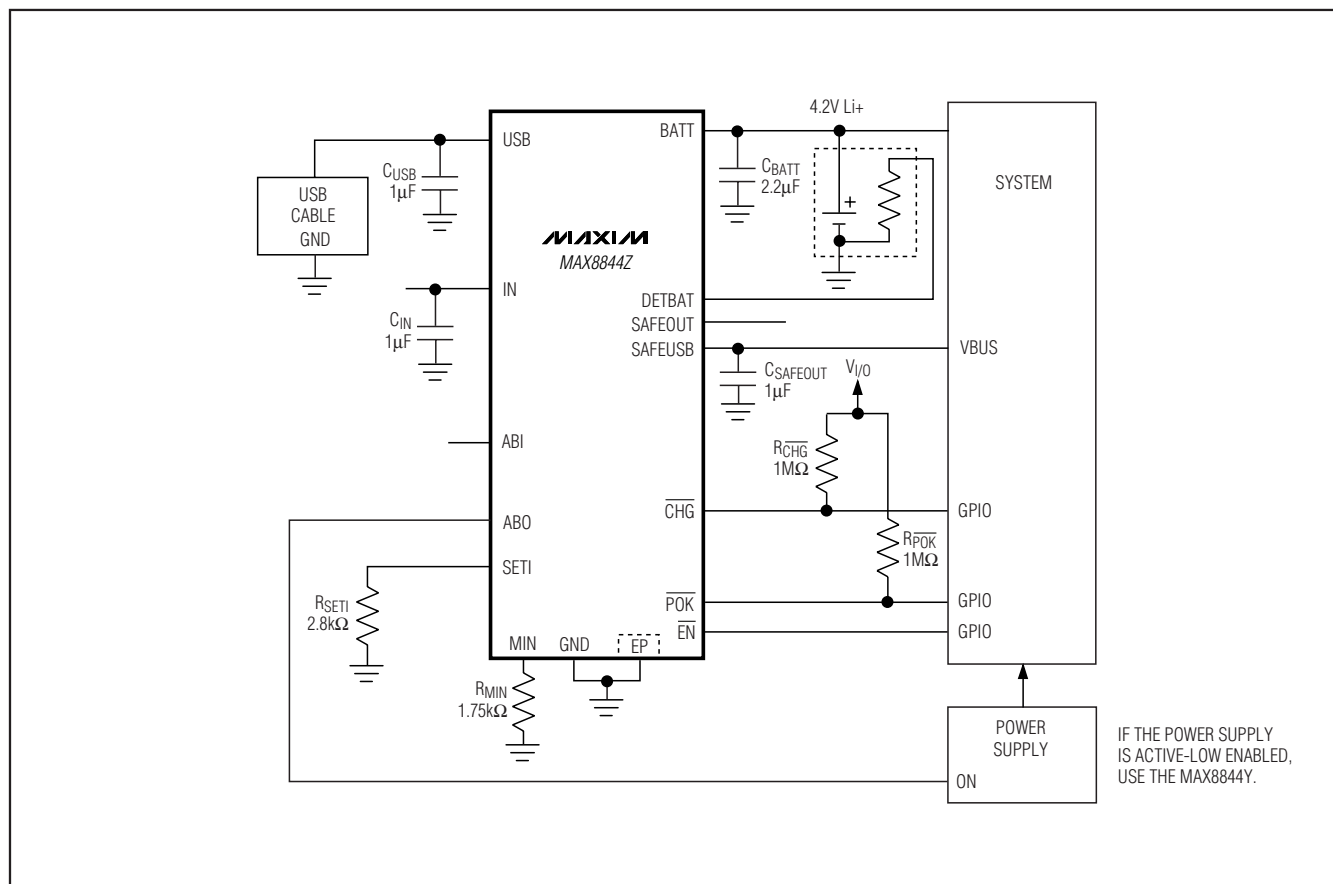 4.2V Li+
USB
BATT
CUSB
1µF
CBATT
2.2µF
SYSTEM
USB
CABLE
GND
+
MAXIM
MAX8844Z
IN
DETBAT
CIN
1µF
SAFEOUT
SAFEUSB
VBUS
CSAFEOUT
1µF
VI/O
ABI
RCHG
1MΩ
CHG
GPIO
ABO
RPOK
1MΩ
SETI
RSETI
2.8kΩ
POK
GPIO
EN
GPIO
MIN
GND
EP
RMIN
1.75kΩ
POWER
SUPPLY
ON
IF THE POWER SUPPLY
IS ACTIVE-LOW ENABLED,
USE THE MAX8844Y.